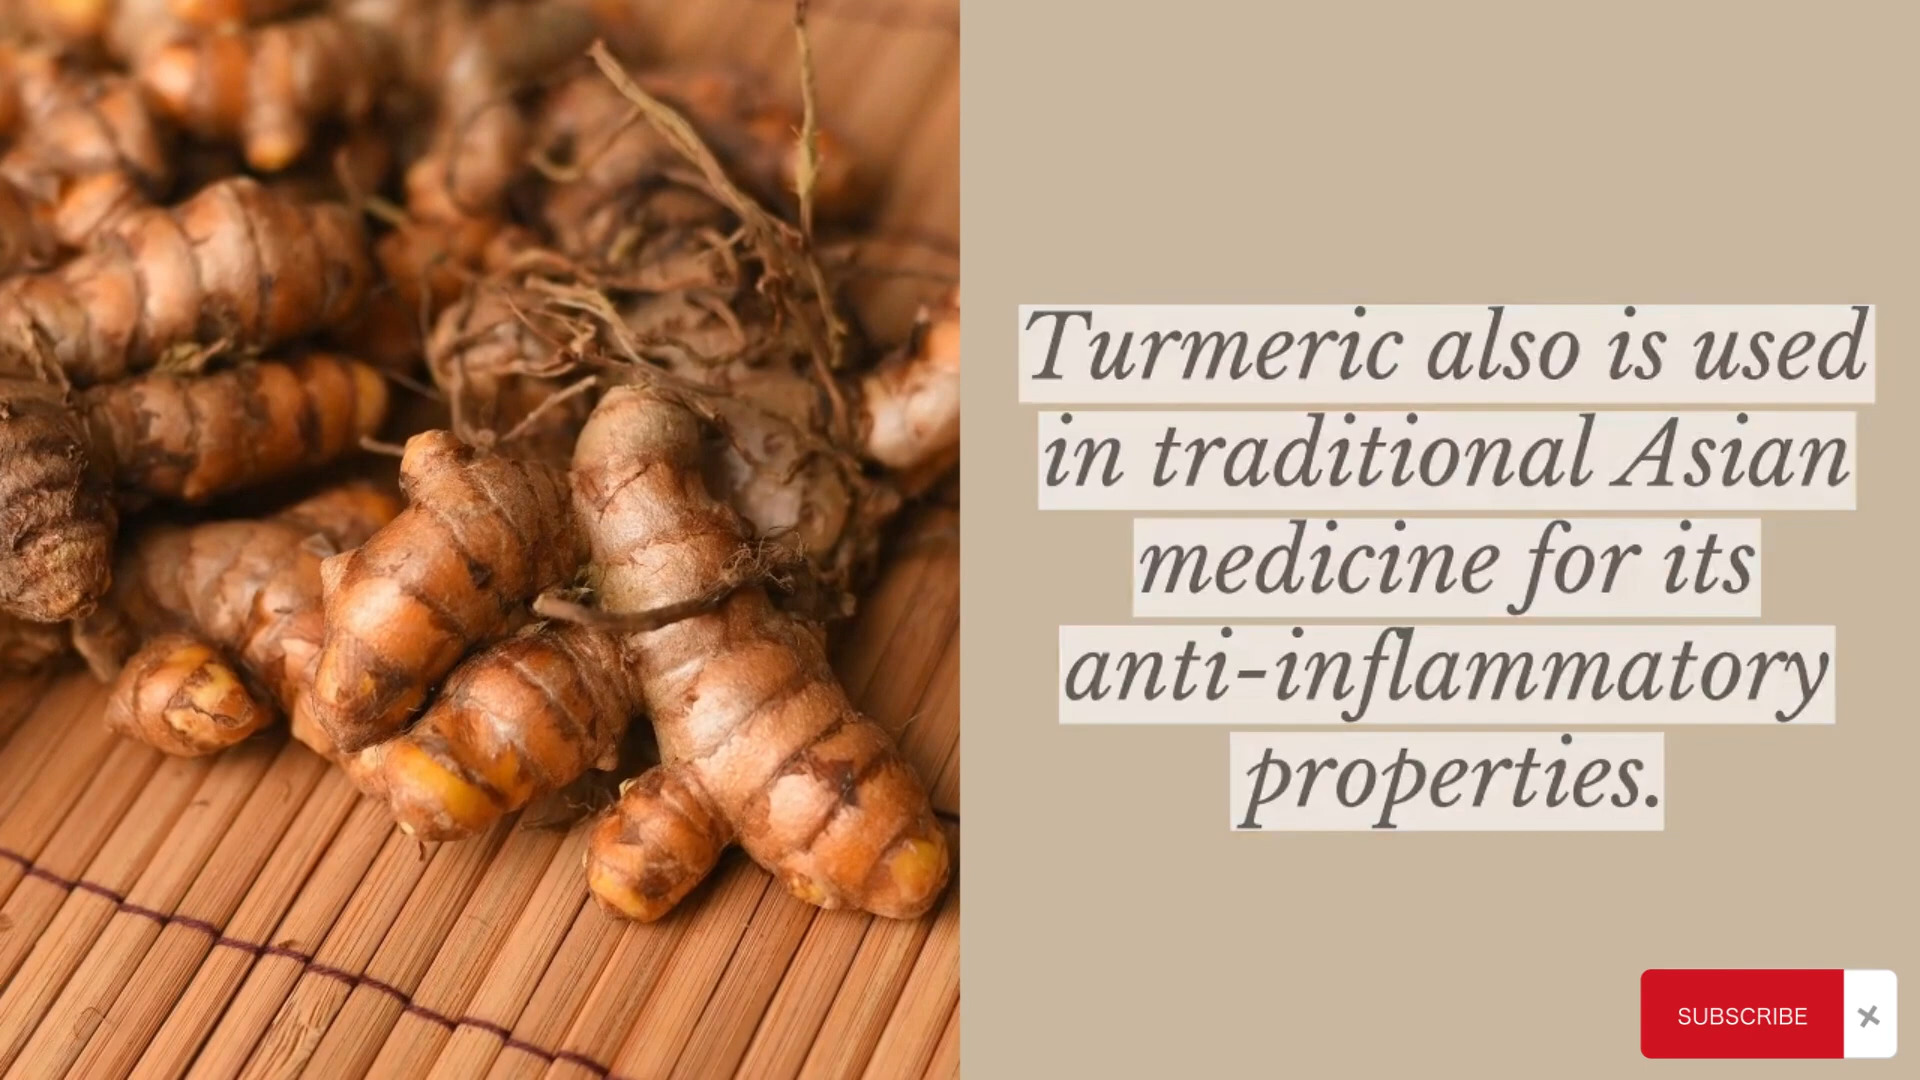 Turmeric also is used
in traditional Asian
medicine for its
anti-inflammatory
properties.
SUBSCRIBE